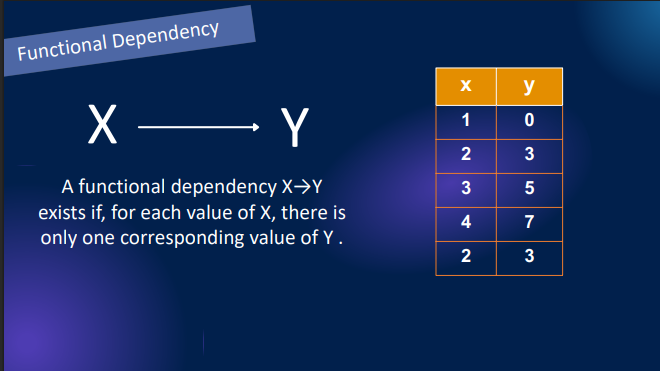 Functional Dependency
X → Y
A functional dependency X→Y
exists if, for each value of X, there is
only one corresponding value of Y .
x y
1 0
2 3
3 5
4 7
2 3